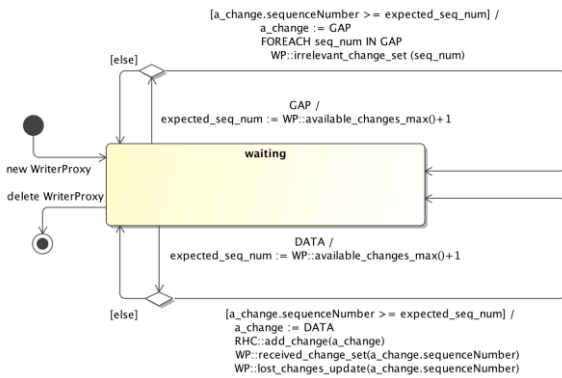 [a_change.sequenceNumber >= expected_seq_num] /
a_change := GAP
FOREACH seq_num IN GAP
WP::irrelevant_change_set (seq_num)
[else]
GAP /
expected_seq_num := WP::available_changes_max()+1
waiting
new WriterProxy
delete WriterProxy
DATA /
expected_seq_num := WP::available_changes_max()+1
[else]
[a_change.sequenceNumber >= expected_seq_num] /
a_change := DATA
RHC::add_change(a_change)
WP::received_change_set(a_change.sequenceNumber)
WP::lost_changes_update(a_change.sequenceNumber)